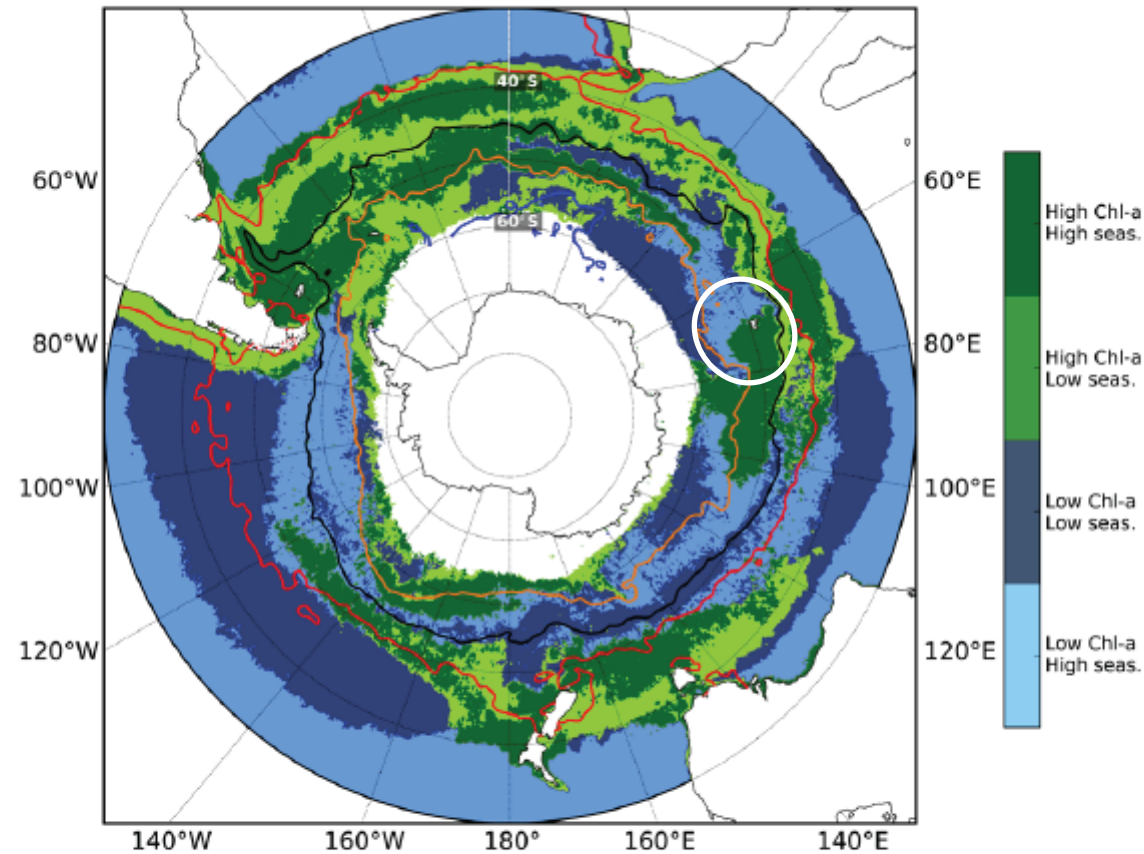 40°S
60°S
60°W
80°W
100°W
120°W
140°W
160°W
180°
160°E
140°E
60°E
80°E
100°E
120°E
High Chl-a
High seas.
High Chl-a
Low seas.
Low Chl-a
Low seas.
Low Chl-a
High seas.